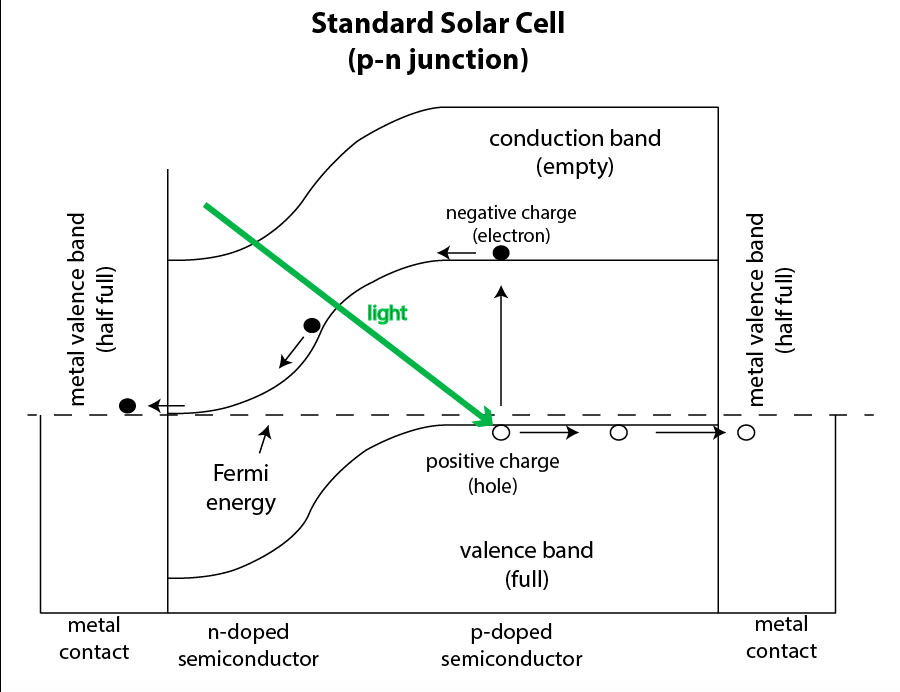 Standard Solar Cell
(p-n junction)
conduction band
(empty)
negative charge
(electron)
metal valence band
(half full)
light
metal valence band
(half full)
Fermi
energy
positive charge
(hole)
valence band
(full)
metal
contact
n-doped
semiconductor
p-doped
semiconductor
metal
contact